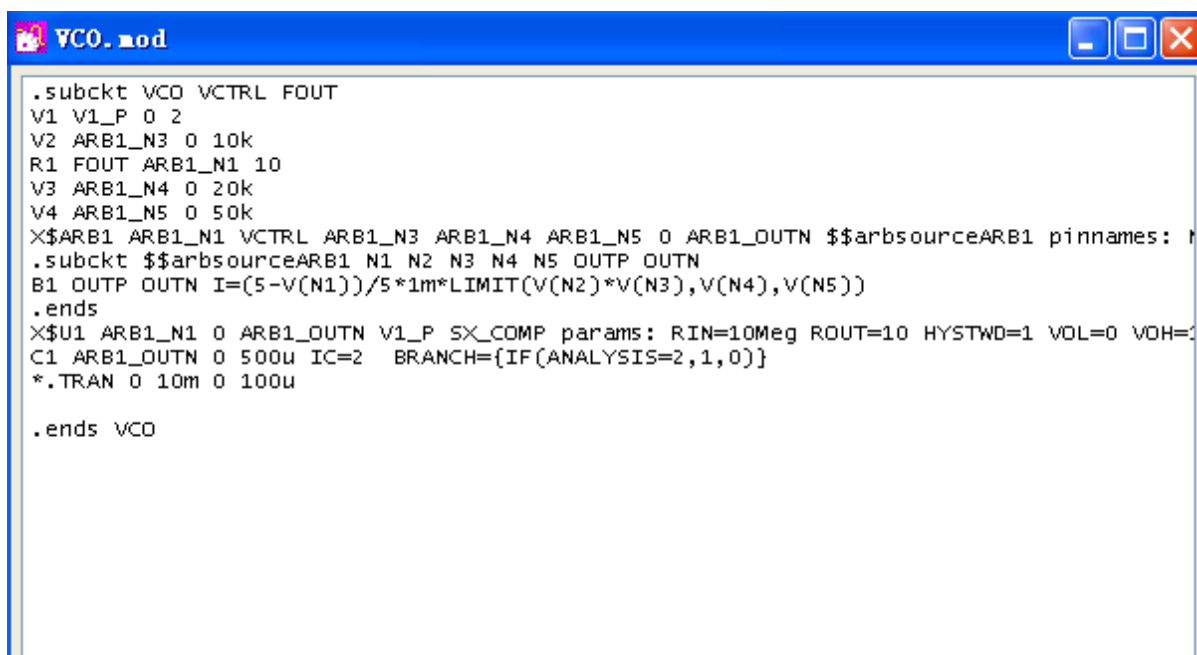 VCO.mod
.subckt VCO VCTRL FOUT
V1 V1_P 0 2
V2 ARB1_N3 0 10k
R1 FOUT ARB1_N1 10
V3 ARB1_N4 0 20k
V4 ARB1_N5 0 50k
X$ARB1 ARB1_N1 VCTRL ARB1_N3 ARB1_N4 ARB1_N5 0 ARB1_OUTN $$arbsourceARB1 pinnames:
.subckt $$arbsourceARB1 N1 N2 N3 N4 N5 OUTP OUTN
B1 OUTP OUTN I=(5-V(N1))/5*1m*LIMIT(V(N2)*V(N3),V(N4),V(N5))
.ends
X$U1 ARB1_N1 0 ARB1_OUTN V1_P SX_COMP params: RIN=10Meg ROUT=10 HYSTWD=1 VOL=0 VOH=
C1 ARB1_OUTN 0 500u IC=2  BRANCH={IF(ANALYSIS=2,1,0)}
*.TRAN 0 10m 0 100u
.ends VCO